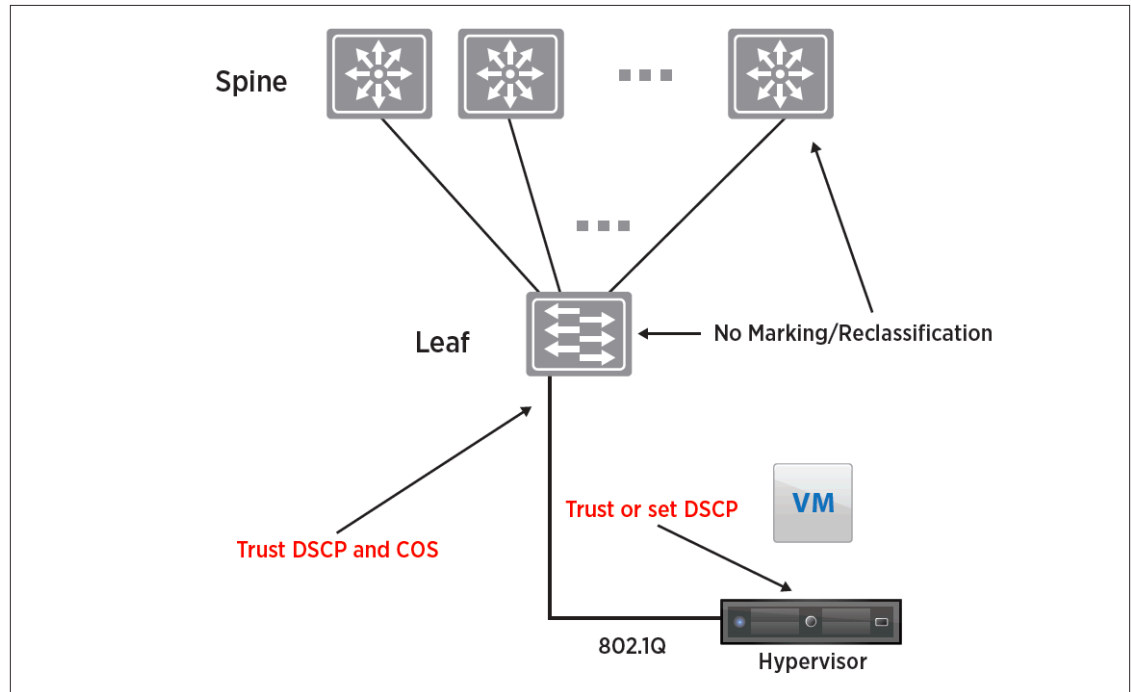 Spine
Leaf
No Marking/Reclassification
VM
Trust or set DSCP
Trust DSCP and COS
802.1Q
Hypervisor